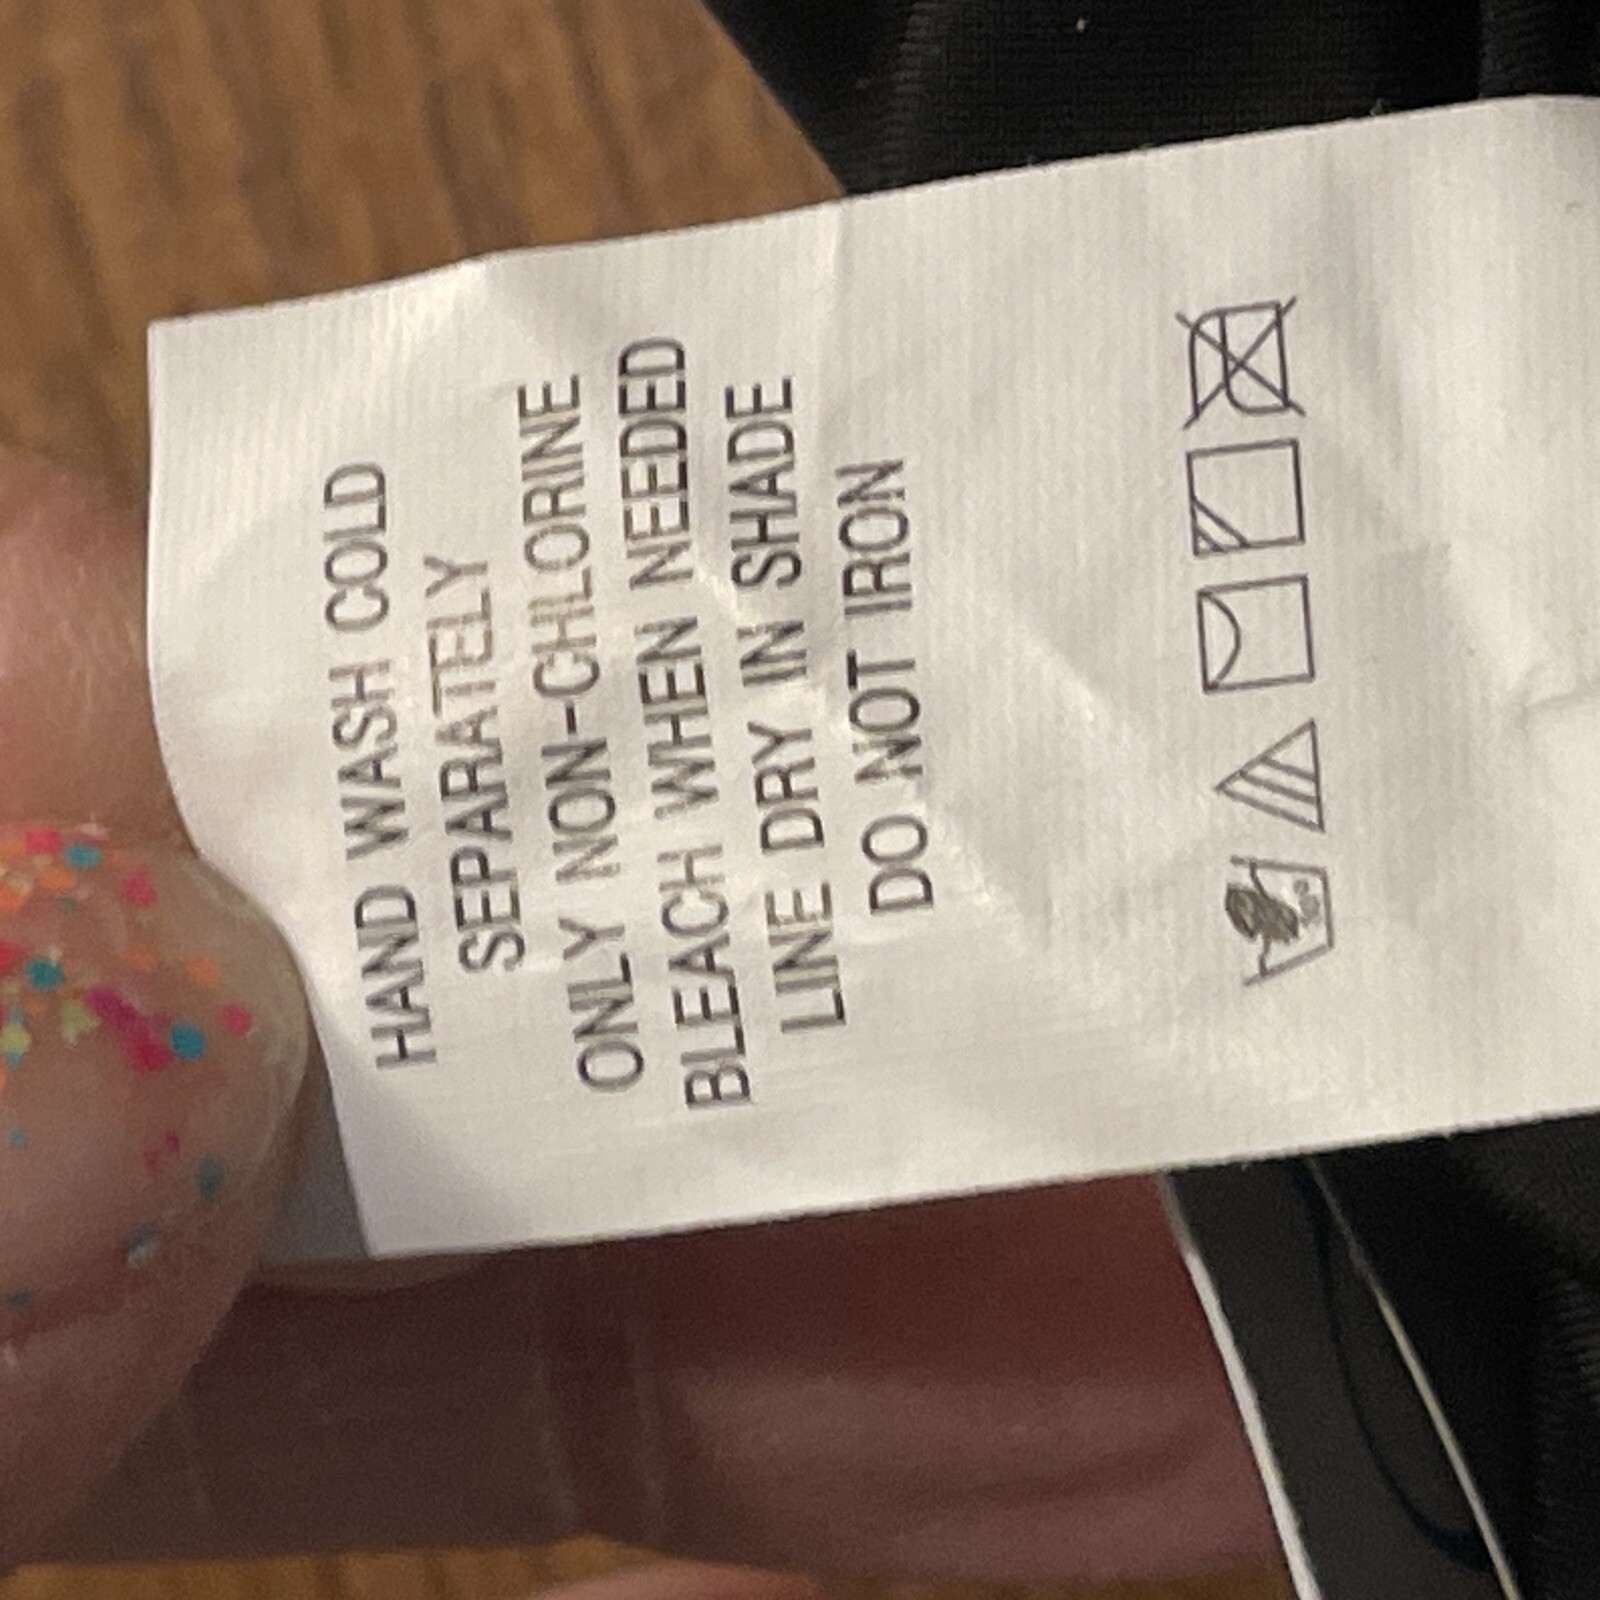 HAND WASH COLD
SEPARATELY
ONLY NON-CHLORINE
BLEACH WHEN NEEDED
LINE DRY IN SHADE
DO NOT IRON